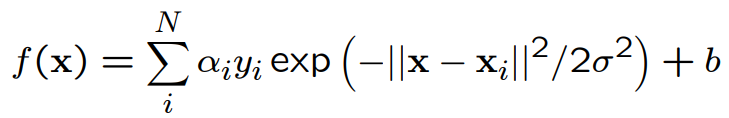 f(x) = ∑_i^N α_i y_i exp (−||x − x_i||²/2σ²) + b